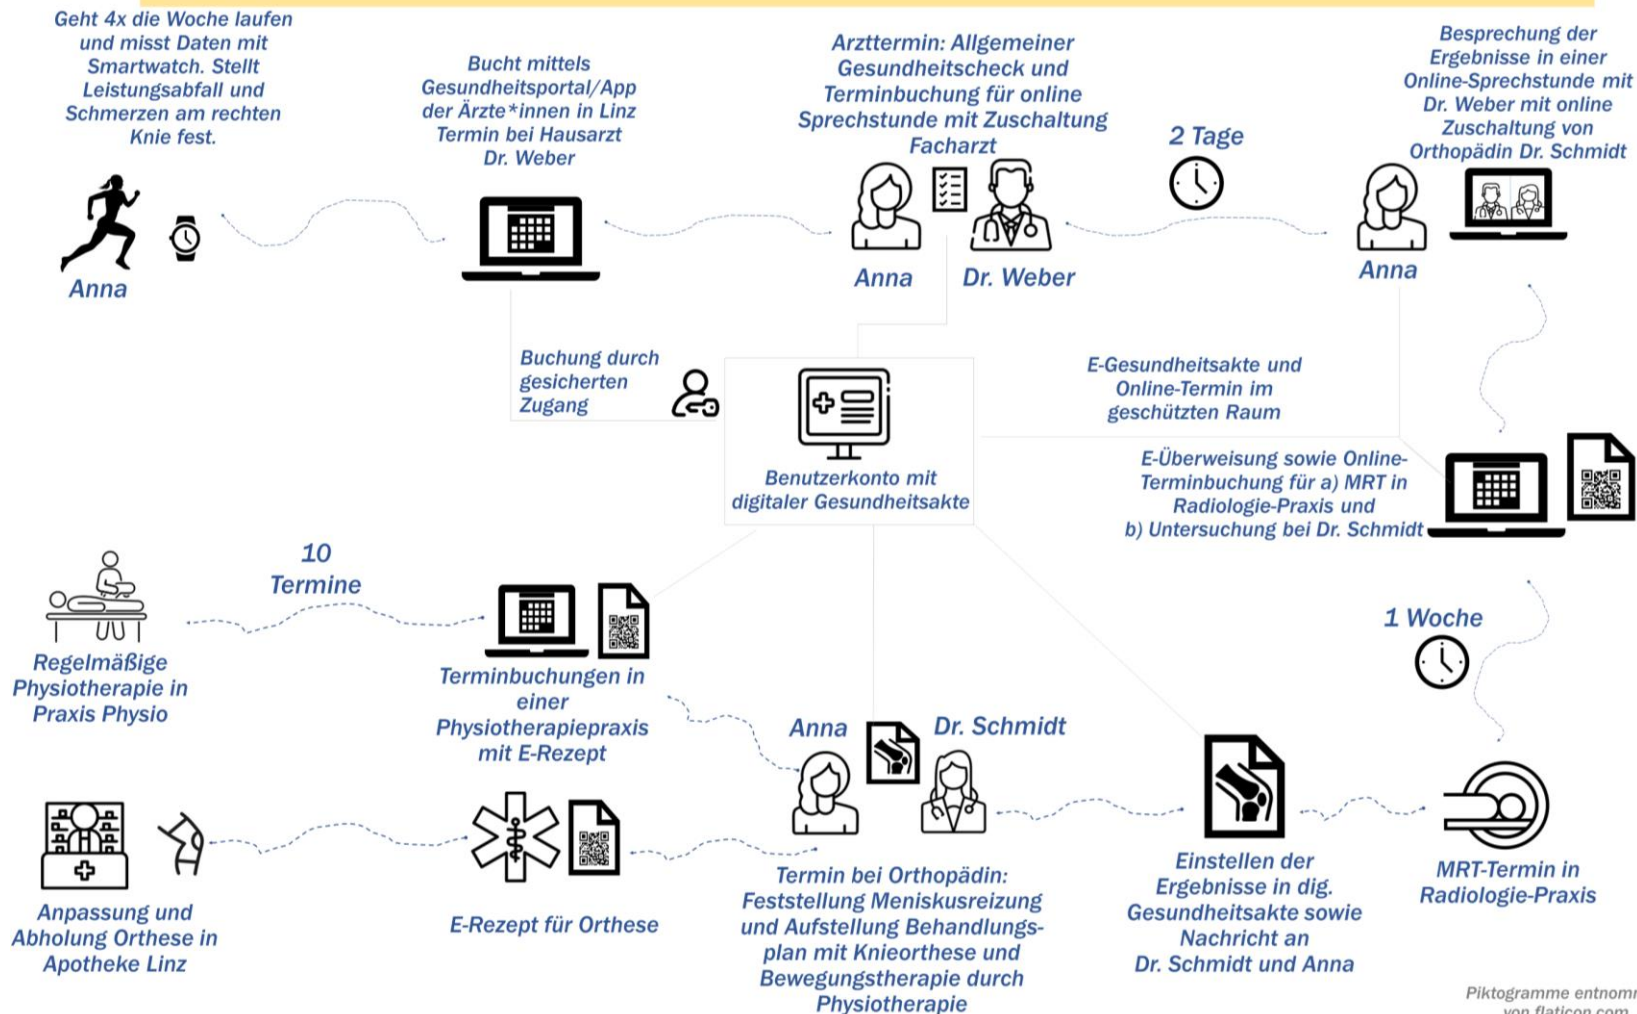 Geht 4x die Woche laufen
und misst Daten mit
Smartwatch. Stellt
Leistungsabfall und
Schmerzen am rechten
Knie fest.
Anna
Bucht mittels
Gesundheitsportal/App
der Ärzte*innen in Linz
Termin bei Hausarzt
Dr. Weber
Arzttermin: Allgemeiner
Gesundheitscheck und
Terminbuchung für online
Sprechstunde mit Zuschaltung
Facharzt
Anna
Dr. Weber
2 Tage
Besprechung der
Ergebnisse in einer
Online-Sprechstunde mit
Dr. Weber mit online
Zuschaltung von
Orthopädin Dr. Schmidt
Anna
Buchung durch
gesicherten
Zugang
Benutzerkonto mit
digitaler Gesundheitsakte
E-Gesundheitsakte und
Online-Termin im
geschützten Raum
E-Überweisung sowie Online-
Terminbuchung für a) MRT in
Radiologie-Praxis und
b) Untersuchung bei Dr. Schmidt
1 Woche
MRT-Termin in
Radiologie-Praxis
Einstellen der
Ergebnisse in dig.
Gesundheitsakte sowie
Nachricht an
Dr. Schmidt und Anna
Anna
Dr. Schmidt
Termin bei Orthopädin:
Feststellung Meniskusreizung
und Aufstellung Behandlungs-
plan mit Knieorthese und
Bewegungstherapie durch
Physiotherapie
Terminbuchungen in
einer
Physiotherapiepraxis
mit E-Rezept
10
Termine
Regelmäßige
Physiotherapie in
Praxis Physio
E-Rezept für Orthese
Anpassung und
Abholung Orthese in
Apotheke Linz
Piktogramme
von flaticon.com